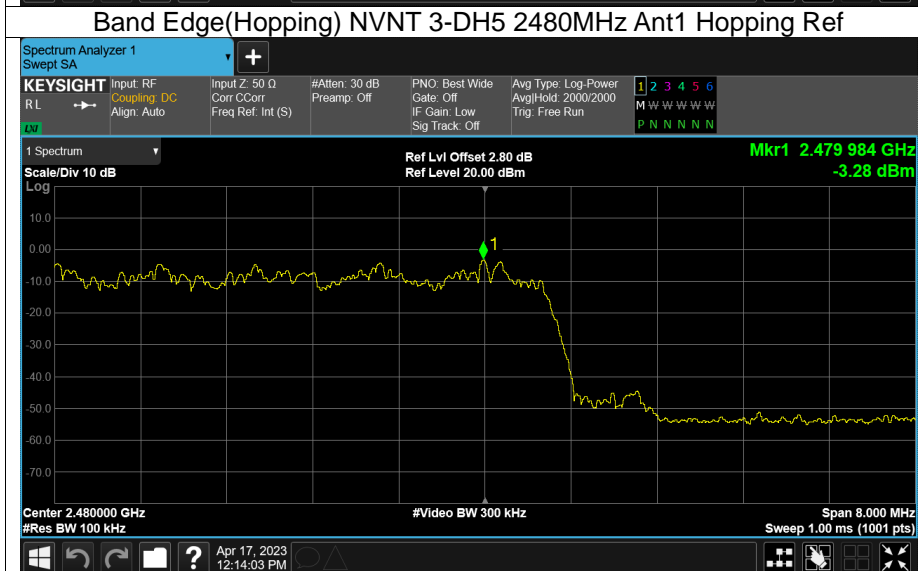 Band Edge(Hopping) NVNT 3-DH5 2480MHz Ant1 Hopping Ref
Spectrum Analyzer 1
Swept SA
+
KEYSIGHT
RL
LXI
Input: RF
Coupling: DC
Align: Auto
Input Z: 50 Ω
Corr CCorr
Freq Ref: Int (S)
#Atten: 30 dB
Preamp: Off
PNO: Best Wide
Gate: Off
IF Gain: Low
Sig Track: Off
Avg Type: Log-Power
Avg|Hold: 2000/2000
Trig: Free Run
1 2 3 4 5 6
M W W W W W
P N N N N N
1 Spectrum
Scale/Div 10 dB
Ref Lvl Offset 2.80 dB
Ref Level 20.00 dBm
Mkr1 2.479 984 GHz
-3.28 dBm
Log
10.0
0.00
-10.0
-20.0
-30.0
-40.0
-50.0
-60.0
-70.0
1
Center 2.480000 GHz
#Res BW 100 kHz
#Video BW 300 kHz
Span 8.000 MHz
Sweep 1.00 ms (1001 pts)
?
Apr 17, 2023
12:14:03 PM